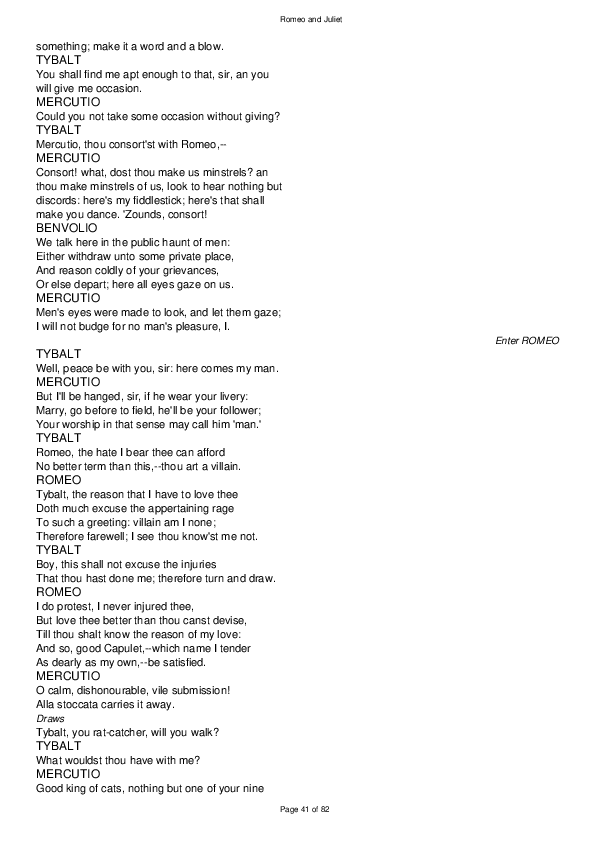 Romeo and Juliet
something; make it a word and a blow.
TYBALT
You shall find me apt enough to that, sir, an you
will give me occasion.
MERCUTIO
Could you not take some occasion without giving?
TYBALT
Mercutio, thou consort'st with Romeo,--
MERCUTIO
Consort! what, dost thou make us minstrels? an
thou make minstrels of us, look to hear nothing but
discords: here's my fiddlestick; here's that shall
make you dance. 'Zounds, consort!
BENVOLIO
We talk here in the public haunt of men:
Either withdraw unto some private place,
And reason coldly of your grievances,
Or else depart; here all eyes gaze on us.
MERCUTIO
Men's eyes were made to look, and let them gaze;
I will not budge for no man's pleasure, I.
Enter ROMEO
TYBALT
Well, peace be with you, sir: here comes my man.
MERCUTIO
But I'll be hanged, sir, if he wear your livery:
Marry, go before to field, he'll be your follower;
Your worship in that sense may call him 'man.'
TYBALT
Romeo, the hate I bear thee can afford
No better term than this,--thou art a villain.
ROMEO
Tybalt, the reason that I have to love thee
Doth much excuse the appertaining rage
To such a greeting: villain am I none;
Therefore farewell; I see thou know'st me not.
TYBALT
Boy, this shall not excuse the injuries
That thou hast done me; therefore turn and draw.
ROMEO
I do protest, I never injured thee,
But love thee better than thou canst devise,
Till thou shalt know the reason of my love:
And so, good Capulet,--which name I tender
As dearly as my own,--be satisfied.
MERCUTIO
O calm, dishonourable, vile submission!
Alla stoccata carries it away.
Draws
Tybalt, you rat-catcher, will you walk?
TYBALT
What wouldst thou have with me?
MERCUTIO
Good king of cats, nothing but one of your nine
Page 41 of 82